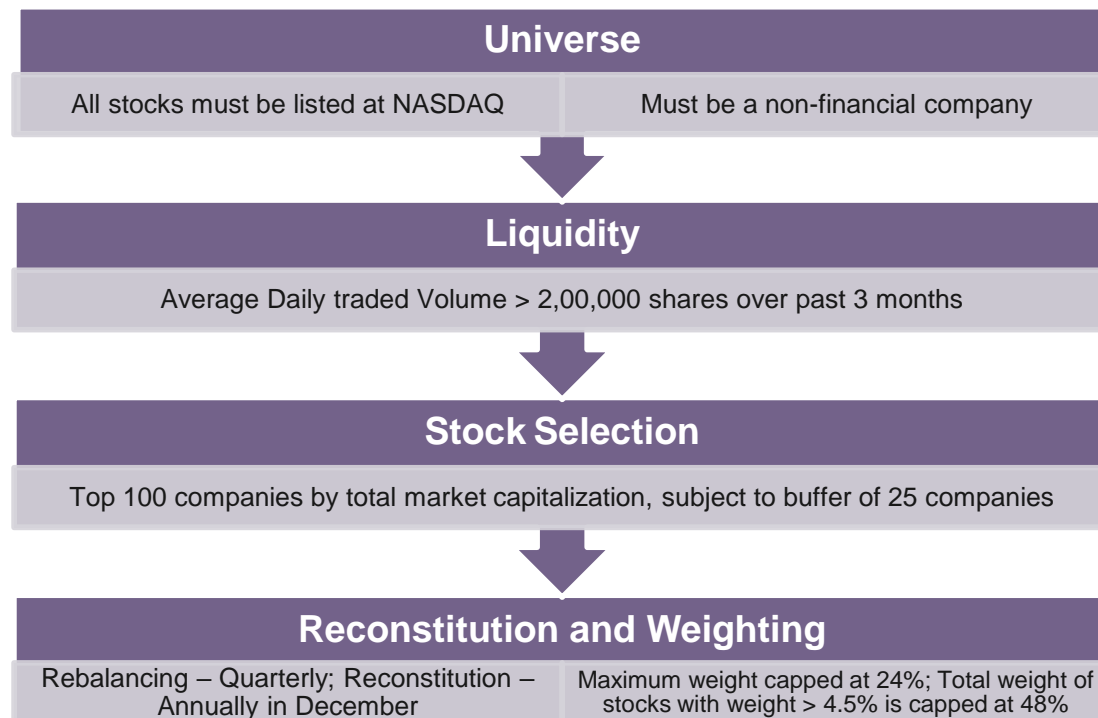 Universe
All stocks must be listed at NASDAQ
Must be a non-financial company
Liquidity
Average Daily traded Volume > 2,00,000 shares over past 3 months
Stock Selection
Top 100 companies by total market capitalization, subject to buffer of 25 companies
Reconstitution and Weighting
Rebalancing – Quarterly; Reconstitution –
Annually in December
Maximum weight capped at 24%; Total weight of
stocks with weight > 4.5% is capped at 48%